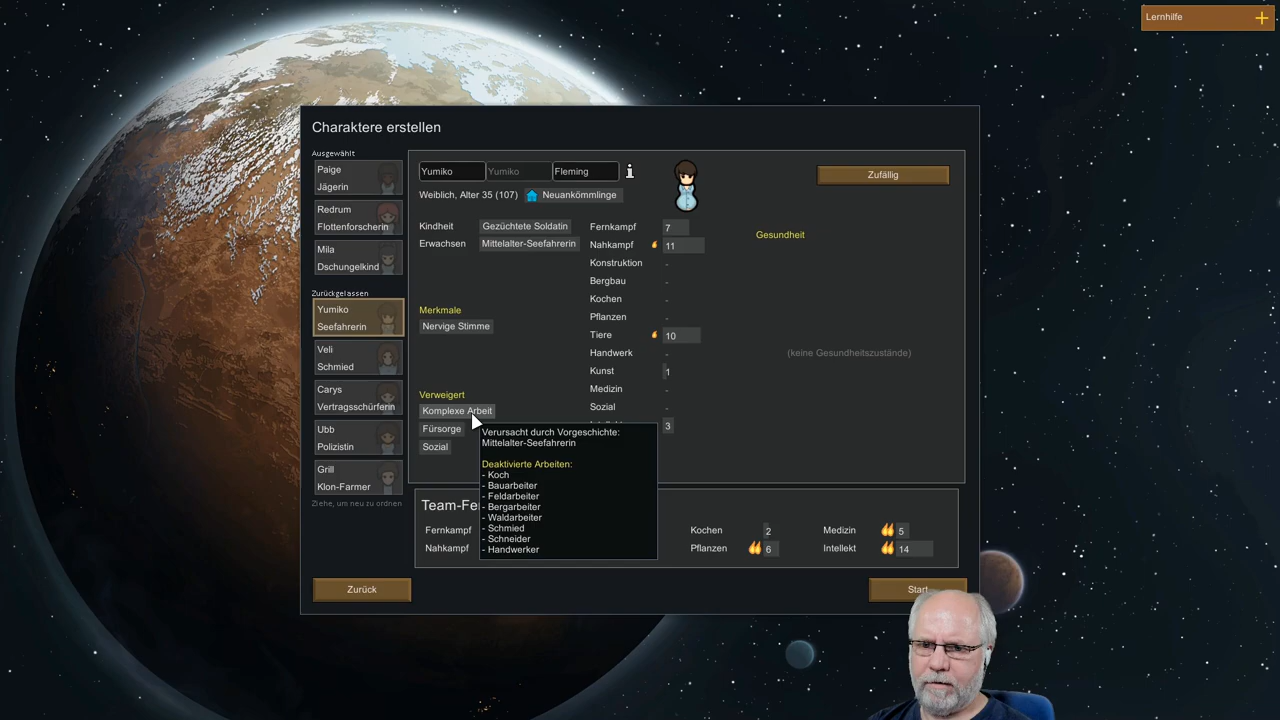 Lernhilfe
Charaktere erstellen
Ausgewählt
Paige
Jägerin
Redrum
Flottenforscherin
Mila
Dschungelkind
Zurückgelassen
Yumiko
Seefahrerin
Veli
Schmied
Carys
Vertragsschürferin
Ubb
Polizistin
Grill
Klon-Farmer
Ziehe, um neu zu ordnen
Yumiko Yumiko Fleming
Zufällig
Weiblich, Alter 35 (107) Neuankömmlinge
Kindheit Gezüchtete Soldatin
Erwachsen Mittelalter-Seefahrerin
Merkmale
Nervige Stimme
Verweigert
Komplexe Arbeit
Fürsorge
Sozial
Fernkampf 7
Nahkampf 11
Konstruktion -
Bergbau -
Kochen -
Pflanzen -
Tiere 10
Handwerk -
Kunst 1
Medizin -
Sozial -
3
Gesundheit
(keine Gesundheitszustände)
Verursacht durch Vorgeschichte:
Mittelalter-Seefahrerin
Deaktivierte Arbeiten:
- Koch
- Bauarbeiter
- Feldarbeiter
- Bergarbeiter
- Waldarbeiter
- Schmied
- Schneider
- Handwerker
Team-Fe
Fernkampf
Nahkampf
Kochen 2
Pflanzen 6
Medizin 5
Intellekt 14
Zurück
Start